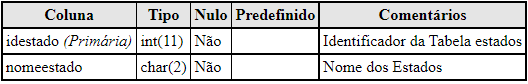 Coluna Tipo Nulo Predefinido Comentários
idestado (Primária) int(11) Não Identificador da Tabela estados
nomeestado char(2) Não Nome dos Estados